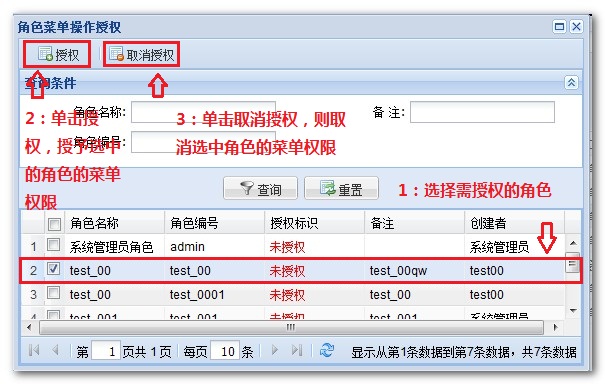 角色菜单操作授权
授权 取消授权
查询条件
角色名称: 备 注:
2：单击授
权，授予选中
的角色的菜单
权限
3：单击取消授权，则取
消选中角色的菜单权限
角色编号:
查询 重置
1：选择需授权的角色
角色名称 角色编号 授权标识 备注 创建者
1 系统管理员角色 admin 未授权 系统管理员
2 test_00 test_00 未授权 test_00qw test00
3 test_00 test_0001 未授权 test_00 test00
4 test_001 test_001 未授权 系统管理员
第 1 页共 1 页 每页 10 条 显示从第1条数据到第7条数据，共7条数据